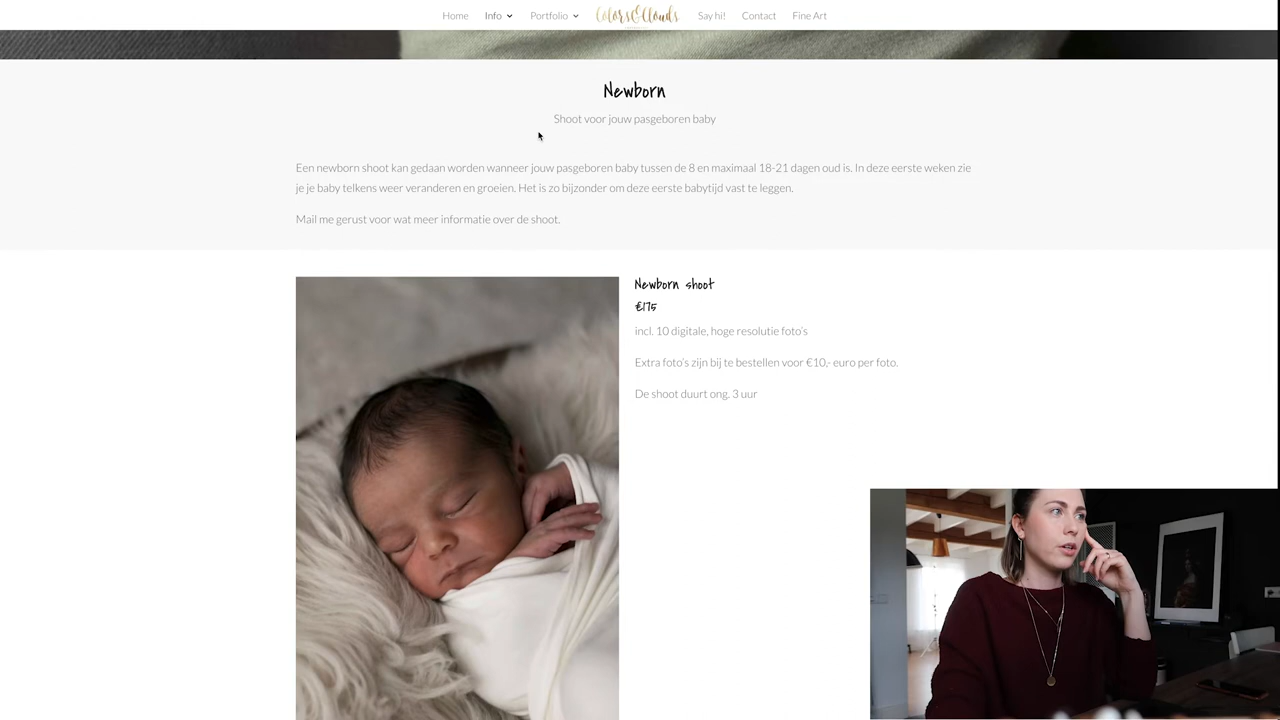 Home Info Portfolio Colors&Clouds Say hi! Contact Fine Art
Newborn
Shoot voor jouw pasgeboren baby
Een newborn shoot kan gedaan worden wanneer jouw pasgeboren baby tussen de 8 en maximaal 18-21 dagen oud is. In deze eerste weken zie
je je baby telkens weer veranderen en groeien. Het is zo bijzonder om deze eerste babytijd vast te leggen.
Mail me gerust voor wat meer informatie over de shoot.
Newborn shoot
€175
incl. 10 digitale, hoge resolutie foto's
Extra foto's zijn bij te bestellen voor €10,- euro per foto.
De shoot duurt ong. 3 uur